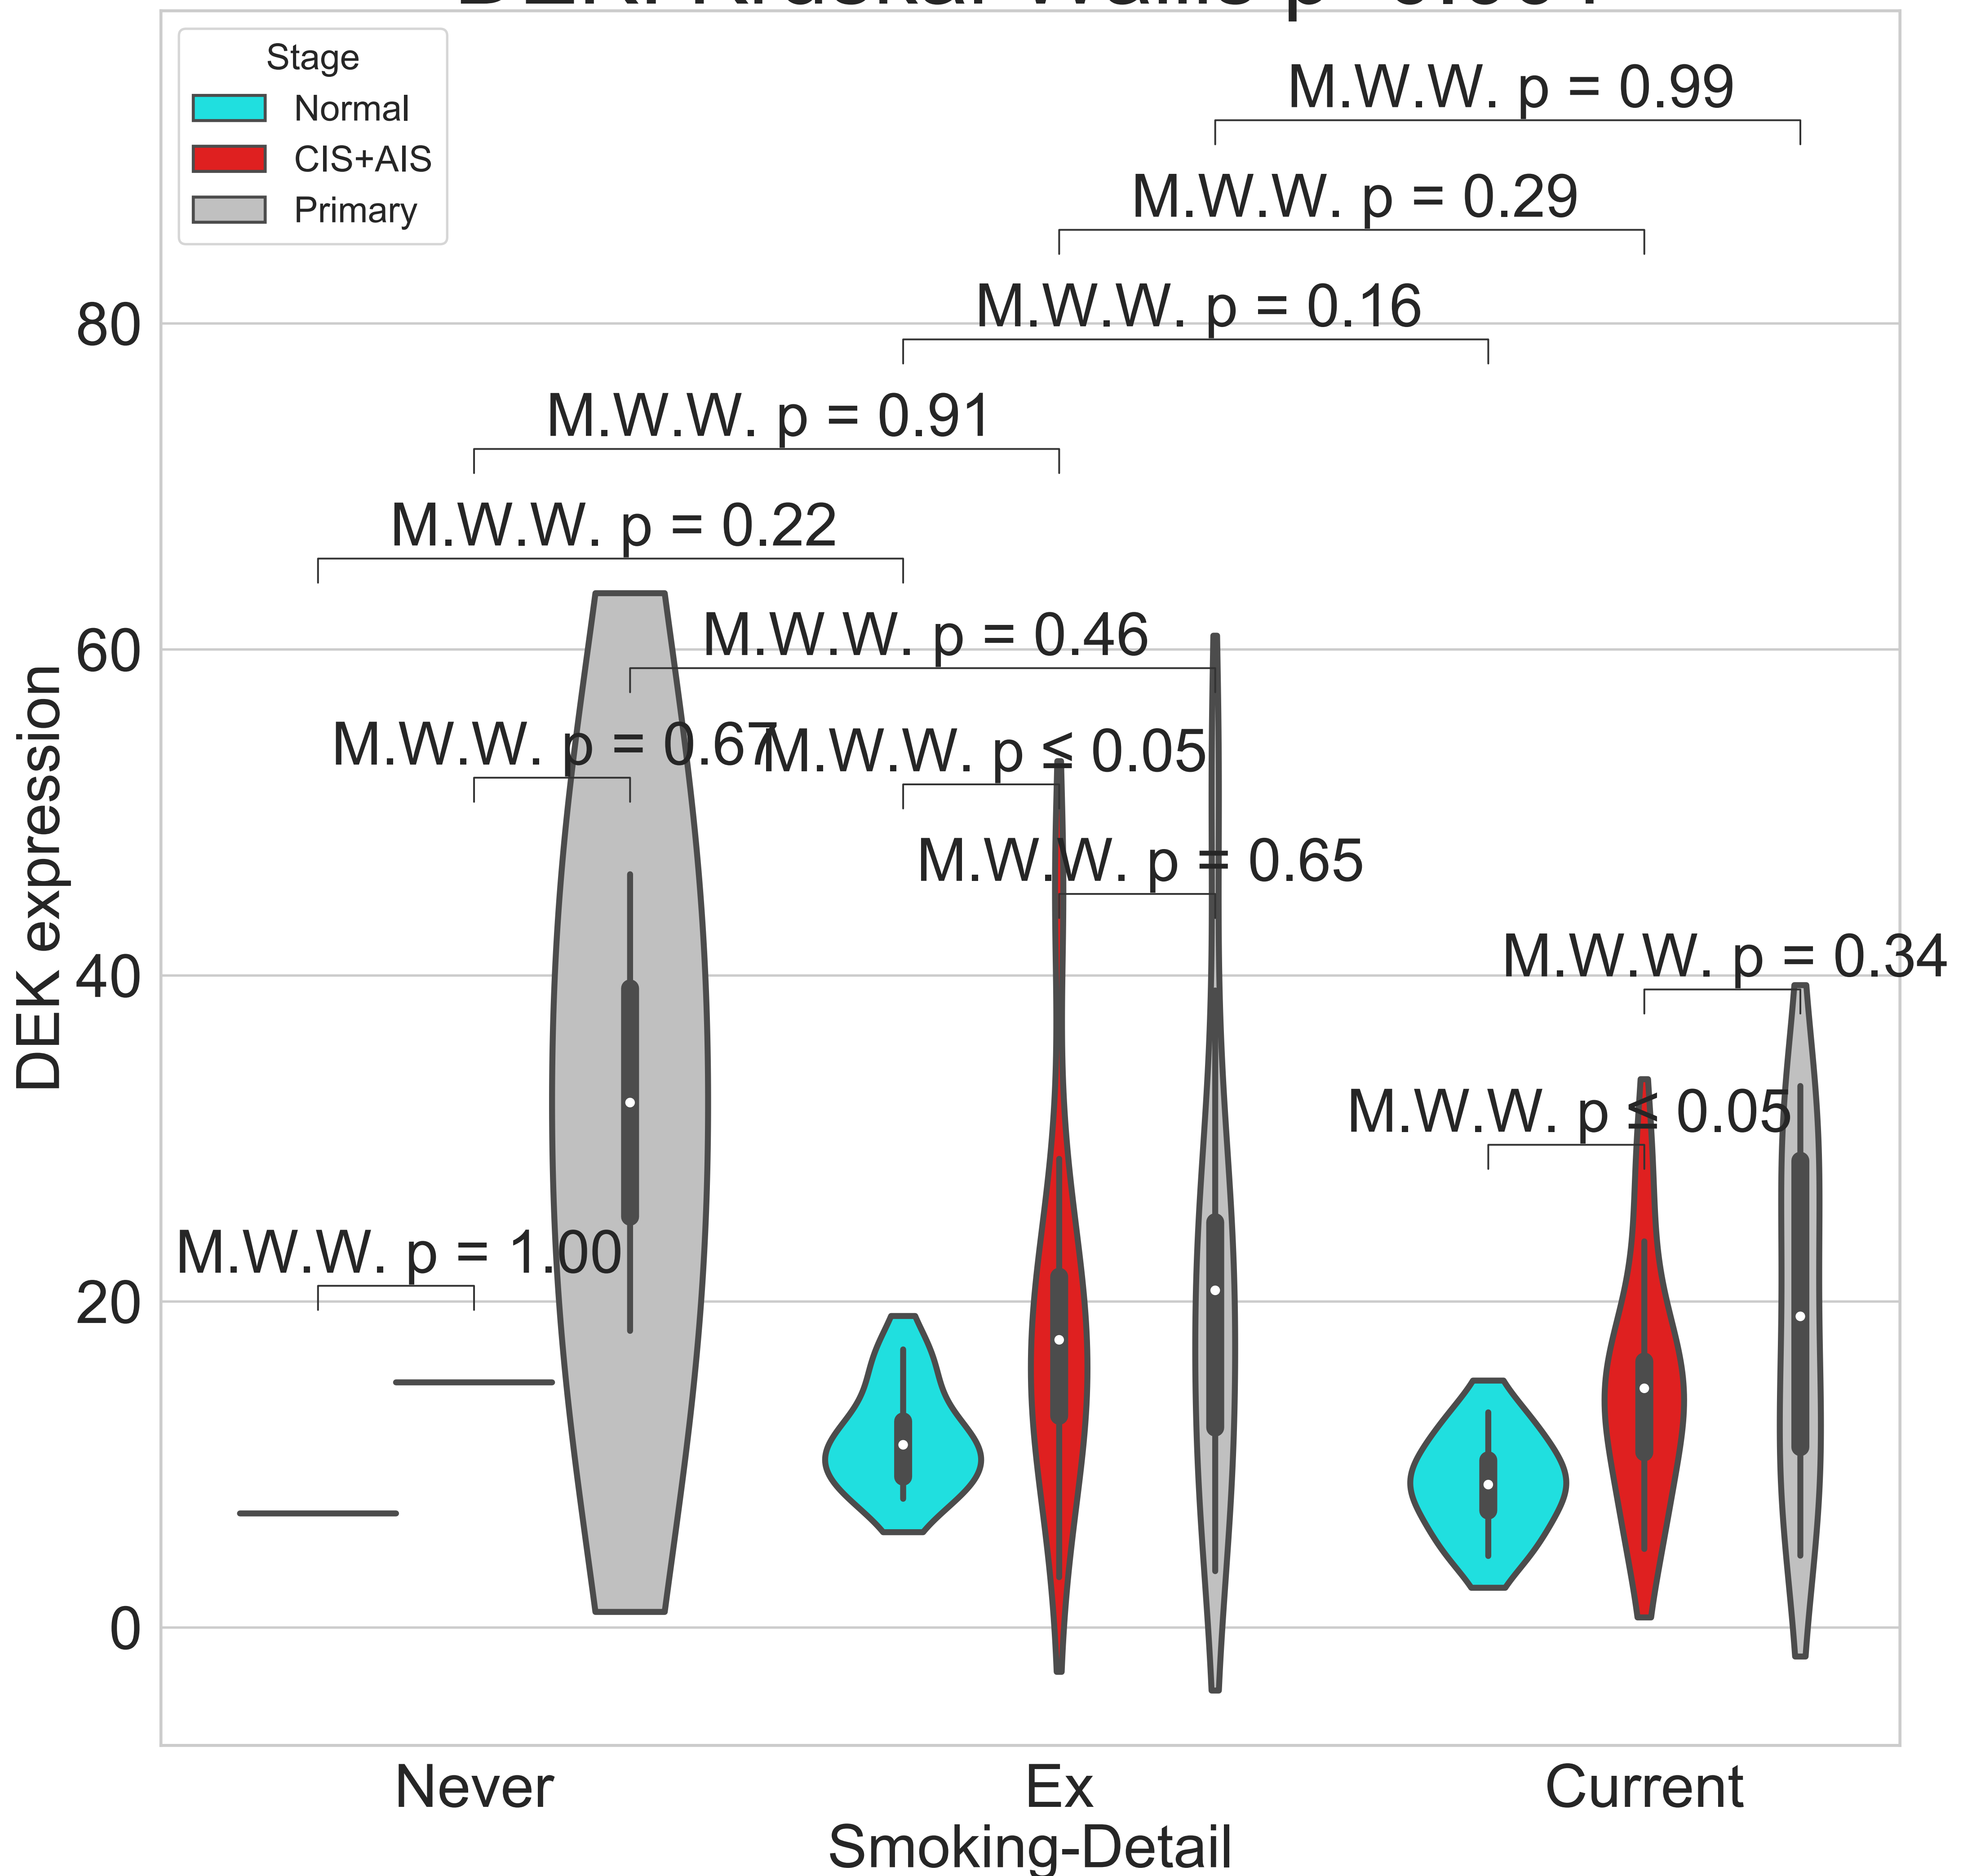 Stage
Normal
CIS+AIS
Primary
M.W.W. p = 0.99
M.W.W. p = 0.29
M.W.W. p = 0.16
M.W.W. p = 0.91
M.W.W. p = 0.22
M.W.W. p = 0.46
M.W.W. p = 0.67
M.W.W. p ≤ 0.05
M.W.W. p = 0.65
M.W.W. p = 0.34
M.W.W. p ≤ 0.05
M.W.W. p = 1.00
DEK expression
80
60
40
20
0
Never
Ex
Current
Smoking-Detail